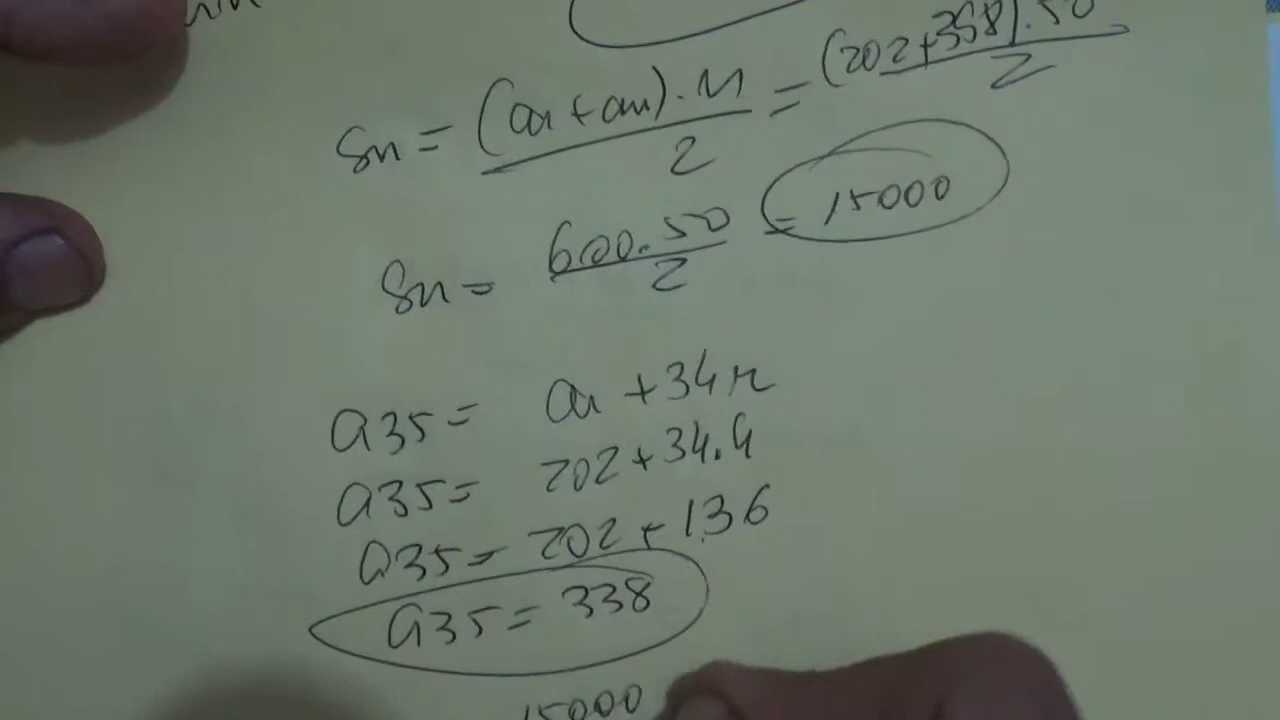 Sn = (a1 + an) . n / 2 = (202 + 398) . 50 / 2
Sn = 600 . 50 / 2 = 15000
a35 = a1 + 34r
a35 = 202 + 34.4
a35 = 202 + 136
a35 = 338
15000